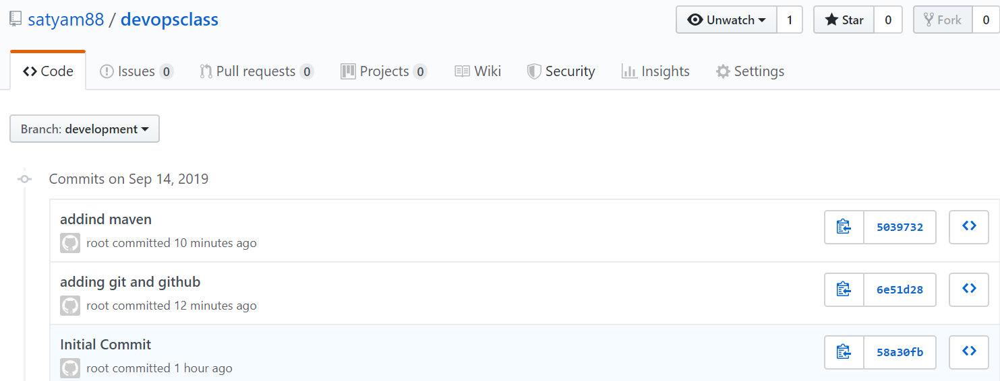 satyam88 / devopsclass Unwatch 1 Star 0 Fork 0
Code Issues 0 Pull requests 0 Projects 0 Wiki Security Insights Settings
Branch: development
Commits on Sep 14, 2019
addind maven
root committed 10 minutes ago
5039732
adding git and github
root committed 12 minutes ago
6e51d28
Initial Commit
root committed 1 hour ago
58a30fb